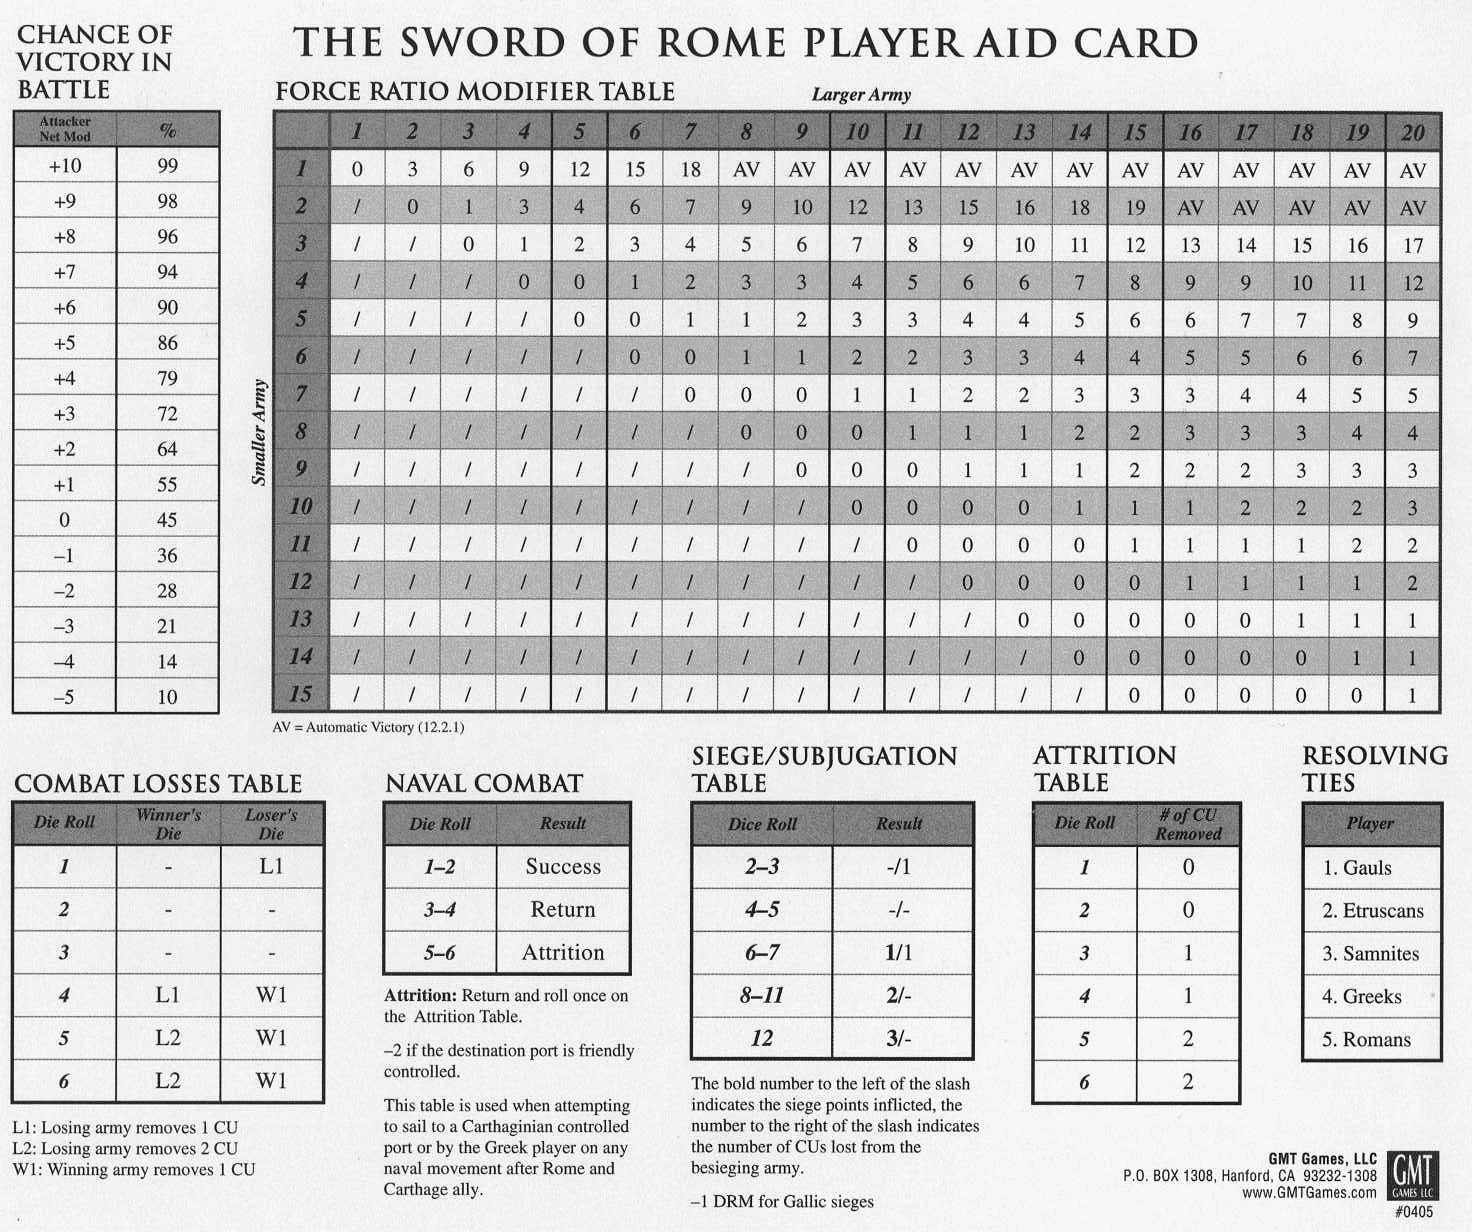 THE SWORD OF ROME PLAYER AID CARD
CHANCE OF
VICTORY IN
BATTLE
Attacker
Net Mod %
+10 99
+9 98
+8 96
+7 94
+6 90
+5 86
+4 79
+3 72
+2 64
+1 55
0 45
–1 36
–2 28
–3 21
–4 14
–5 10
FORCE RATIO MODIFIER TABLE
Larger Army
Smaller Army
1 2 3 4 5 6 7 8 9 10 11 12 13 14 15 16 17 18 19 20
1 0 3 6 9 12 15 18 AV AV AV AV AV AV AV AV AV AV AV AV AV
2 / 0 1 3 4 6 7 9 10 12 13 15 16 18 19 AV AV AV AV AV
3 / / 0 1 2 3 4 5 6 7 8 9 10 11 12 13 14 15 16 17
4 / / / 0 0 1 2 3 3 4 5 6 6 7 8 9 9 10 11 12
5 / / / / 0 0 1 1 2 3 3 4 4 5 6 6 7 7 8 9
6 / / / / / 0 0 1 1 2 2 3 3 4 4 5 5 6 6 7
7 / / / / / / 0 0 0 1 1 2 2 3 3 3 4 4 5 5
8 / / / / / / / 0 0 0 1 1 1 2 2 3 3 3 4 4
9 / / / / / / / / 0 0 0 1 1 1 2 2 2 3 3 3
10 / / / / / / / / / 0 0 0 0 1 1 1 2 2 2 3
11 / / / / / / / / / / 0 0 0 0 1 1 1 1 2 2
12 / / / / / / / / / / / 0 0 0 0 1 1 1 1 2
13 / / / / / / / / / / / / 0 0 0 0 0 1 1 1
14 / / / / / / / / / / / / / 0 0 0 0 0 1 1
15 / / / / / / / / / / / / / / 0 0 0 0 0 1
AV = Automatic Victory (12.2.1)
COMBAT LOSSES TABLE
Die Roll Winner's Die Loser's Die
1 - L1
2 - -
3 - -
4 L1 W1
5 L2 W1
6 L2 W1
L1: Losing army removes 1 CU
L2: Losing army removes 2 CU
W1: Winning army removes 1 CU
NAVAL COMBAT
Die Roll Result
1–2 Success
3–4 Return
5–6 Attrition
Attrition: Return and roll once on
the Attrition Table.
–2 if the destination port is friendly
controlled.
This table is used when attempting
to sail to a Carthaginian controlled
port or by the Greek player on any
naval movement after Rome and
Carthage ally.
SIEGE/SUBJUGATION
TABLE
Dice Roll Result
2–3 -/1
4–5 -/-
6–7 1/1
8–11 2/-
12 3/-
The bold number to the left of the slash
indicates the siege points inflicted, the
number to the right of the slash indicates
the number of CUs lost from the
besieging army.
–1 DRM for Gallic sieges
ATTRITION
TABLE
Die Roll # of CU Removed
1 0
2 0
3 1
4 1
5 2
6 2
RESOLVING
TIES
Player
1. Gauls
2. Etruscans
3. Samnites
4. Greeks
5. Romans
GMT Games, LLC
P.O. BOX 1308, Hanford, CA 93232-1308
www.GMTGames.com
GMT
GAMES LLC
#0405